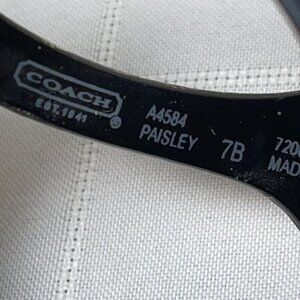 COACH
EST. 1941
®
A4584
PAISLEY
7B
720
MAD